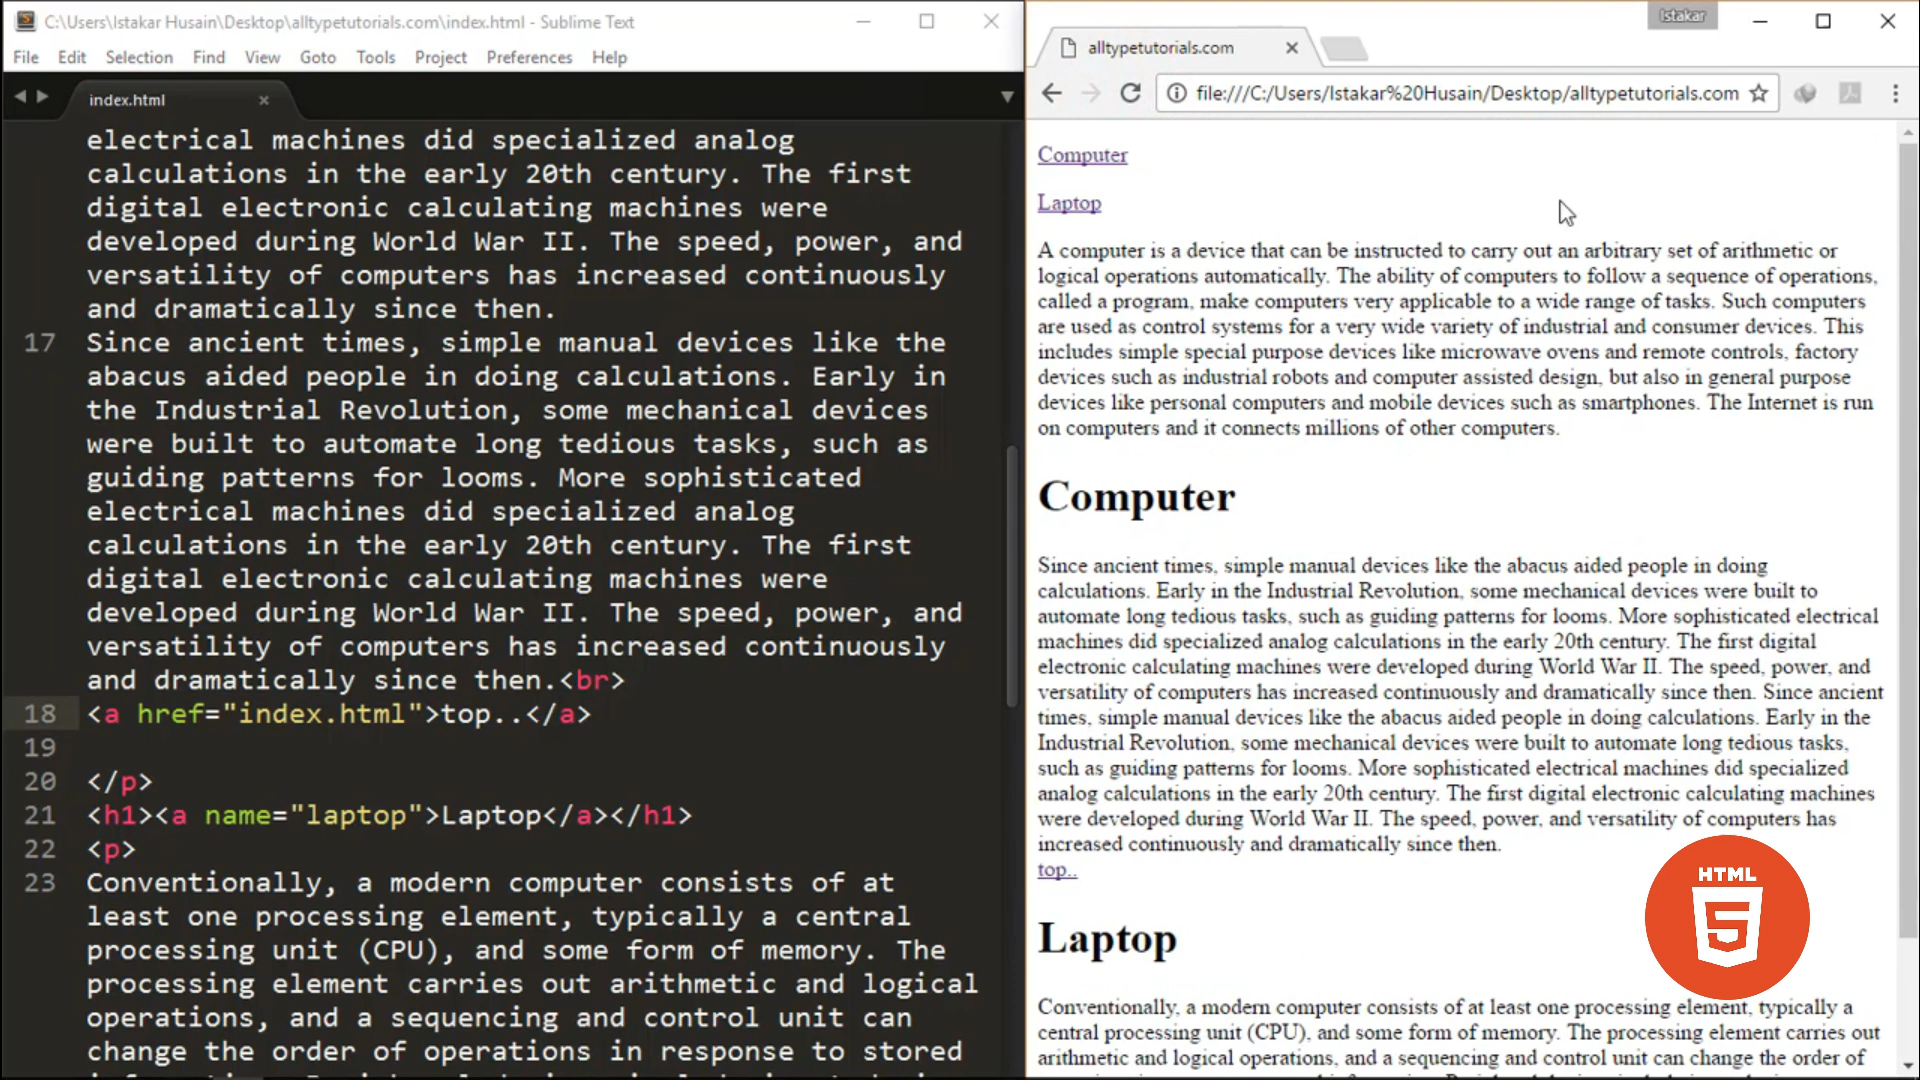 C:\Users\Istakar Husain\Desktop\alltypetutorials.com\index.html - Sublime Text
File Edit Selection Find View Goto Tools Project Preferences Help
index.html
electrical machines did specialized analog
calculations in the early 20th century. The first
digital electronic calculating machines were
developed during World War II. The speed, power, and
versatility of computers has increased continuously
and dramatically since then.
17 Since ancient times, simple manual devices like the
abacus aided people in doing calculations. Early in
the Industrial Revolution, some mechanical devices
were built to automate long tedious tasks, such as
guiding patterns for looms. More sophisticated
electrical machines did specialized analog
calculations in the early 20th century. The first
digital electronic calculating machines were
developed during World War II. The speed, power, and
versatility of computers has increased continuously
and dramatically since then.<br>
18 <a href="index.html">top..</a>
19
20 </p>
21 <h1><a name="laptop">Laptop</a></h1>
22 <p>
23 Conventionally, a modern computer consists of at
least one processing element, typically a central
processing unit (CPU), and some form of memory. The
processing element carries out arithmetic and logical
operations, and a sequencing and control unit can
change the order of operations in response to stored
Istakar
alltypetutorials.com
file:///C:/Users/Istakar%20Husain/Desktop/alltypetutorials.com
Computer
Laptop
A computer is a device that can be instructed to carry out an arbitrary set of arithmetic or
logical operations automatically. The ability of computers to follow a sequence of operations,
called a program, make computers very applicable to a wide range of tasks. Such computers
are used as control systems for a very wide variety of industrial and consumer devices. This
includes simple special purpose devices like microwave ovens and remote controls, factory
devices such as industrial robots and computer assisted design, but also in general purpose
devices like personal computers and mobile devices such as smartphones. The Internet is run
on computers and it connects millions of other computers.
Computer
Since ancient times, simple manual devices like the abacus aided people in doing
calculations. Early in the Industrial Revolution, some mechanical devices were built to
automate long tedious tasks, such as guiding patterns for looms. More sophisticated electrical
machines did specialized analog calculations in the early 20th century. The first digital
electronic calculating machines were developed during World War II. The speed, power, and
versatility of computers has increased continuously and dramatically since then. Since ancient
times, simple manual devices like the abacus aided people in doing calculations. Early in the
Industrial Revolution, some mechanical devices were built to automate long tedious tasks,
such as guiding patterns for looms. More sophisticated electrical machines did specialized
analog calculations in the early 20th century. The first digital electronic calculating machines
were developed during World War II. The speed, power, and versatility of computers has
increased continuously and dramatically since then.
top..
HTML
5
Laptop
Conventionally, a modern computer consists of at least one processing element, typically a
central processing unit (CPU), and some form of memory. The processing element carries out
arithmetic and logical operations, and a sequencing and control unit can change the order of